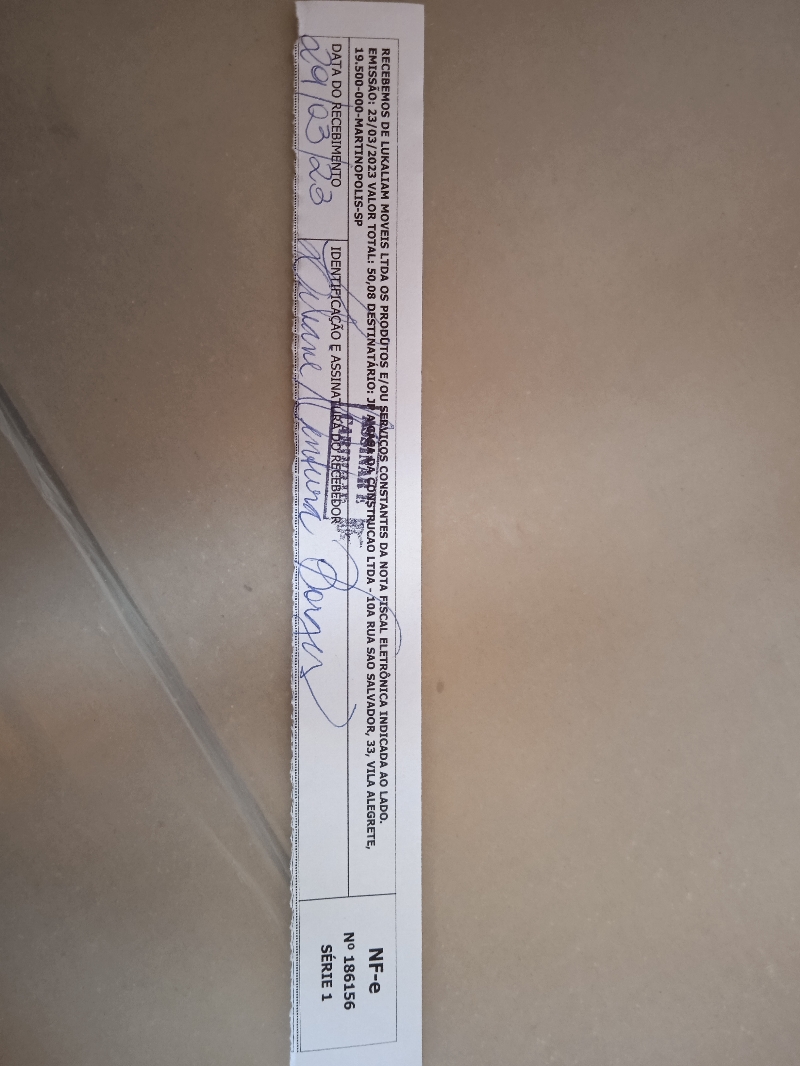 RECEBEMOS DE LUKALIAM MOVEIS LTDA OS PRODUTOS E/OU SERVIÇOS CONSTANTES DA NOTA FISCAL ELETRÔNICA INDICADA AO LADO.
EMISSÃO: 23/03/2023 VALOR TOTAL: 50,08 DESTINATÁRIO: DA CONSTRUCAO LTDA - 10A RUA SAO SALVADOR, 33, VILA ALEGRETE,
19.500-000-MARTINOPOLIS-SP
DATA DO RECEBIMENTO
29/03/23
IDENTIFICAÇÃO E ASSINATURA DO RECEBEDOR
Borges
NF-e
Nº 186156
SÉRIE 1